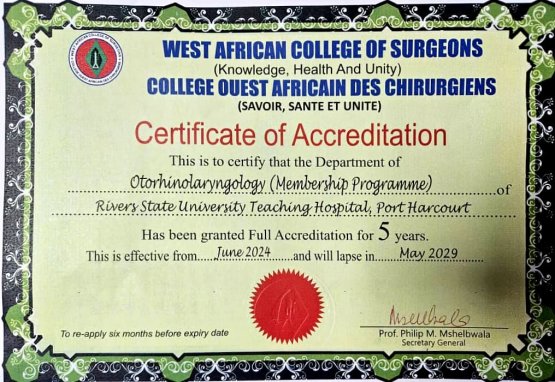 WEST AFRICAN COLLEGE OF SURGEONS
(Knowledge, Health And Unity)
COLLEGE OUEST AFRICAIN DES CHIRURGIENS
(SAVOIR, SANTE ET UNITE)
Certificate of Accreditation
This is to certify that the Department of
Otorhinolaryngology (Membership Programme) of
Rivers State University Teaching Hospital, Port Harcourt
Has been granted Full Accreditation for 5 years.
This is effective from June 2024 and will lapse in May 2029
To re-apply six months before expiry date
Prof. Philip M. Mshelbwala
Secretary General